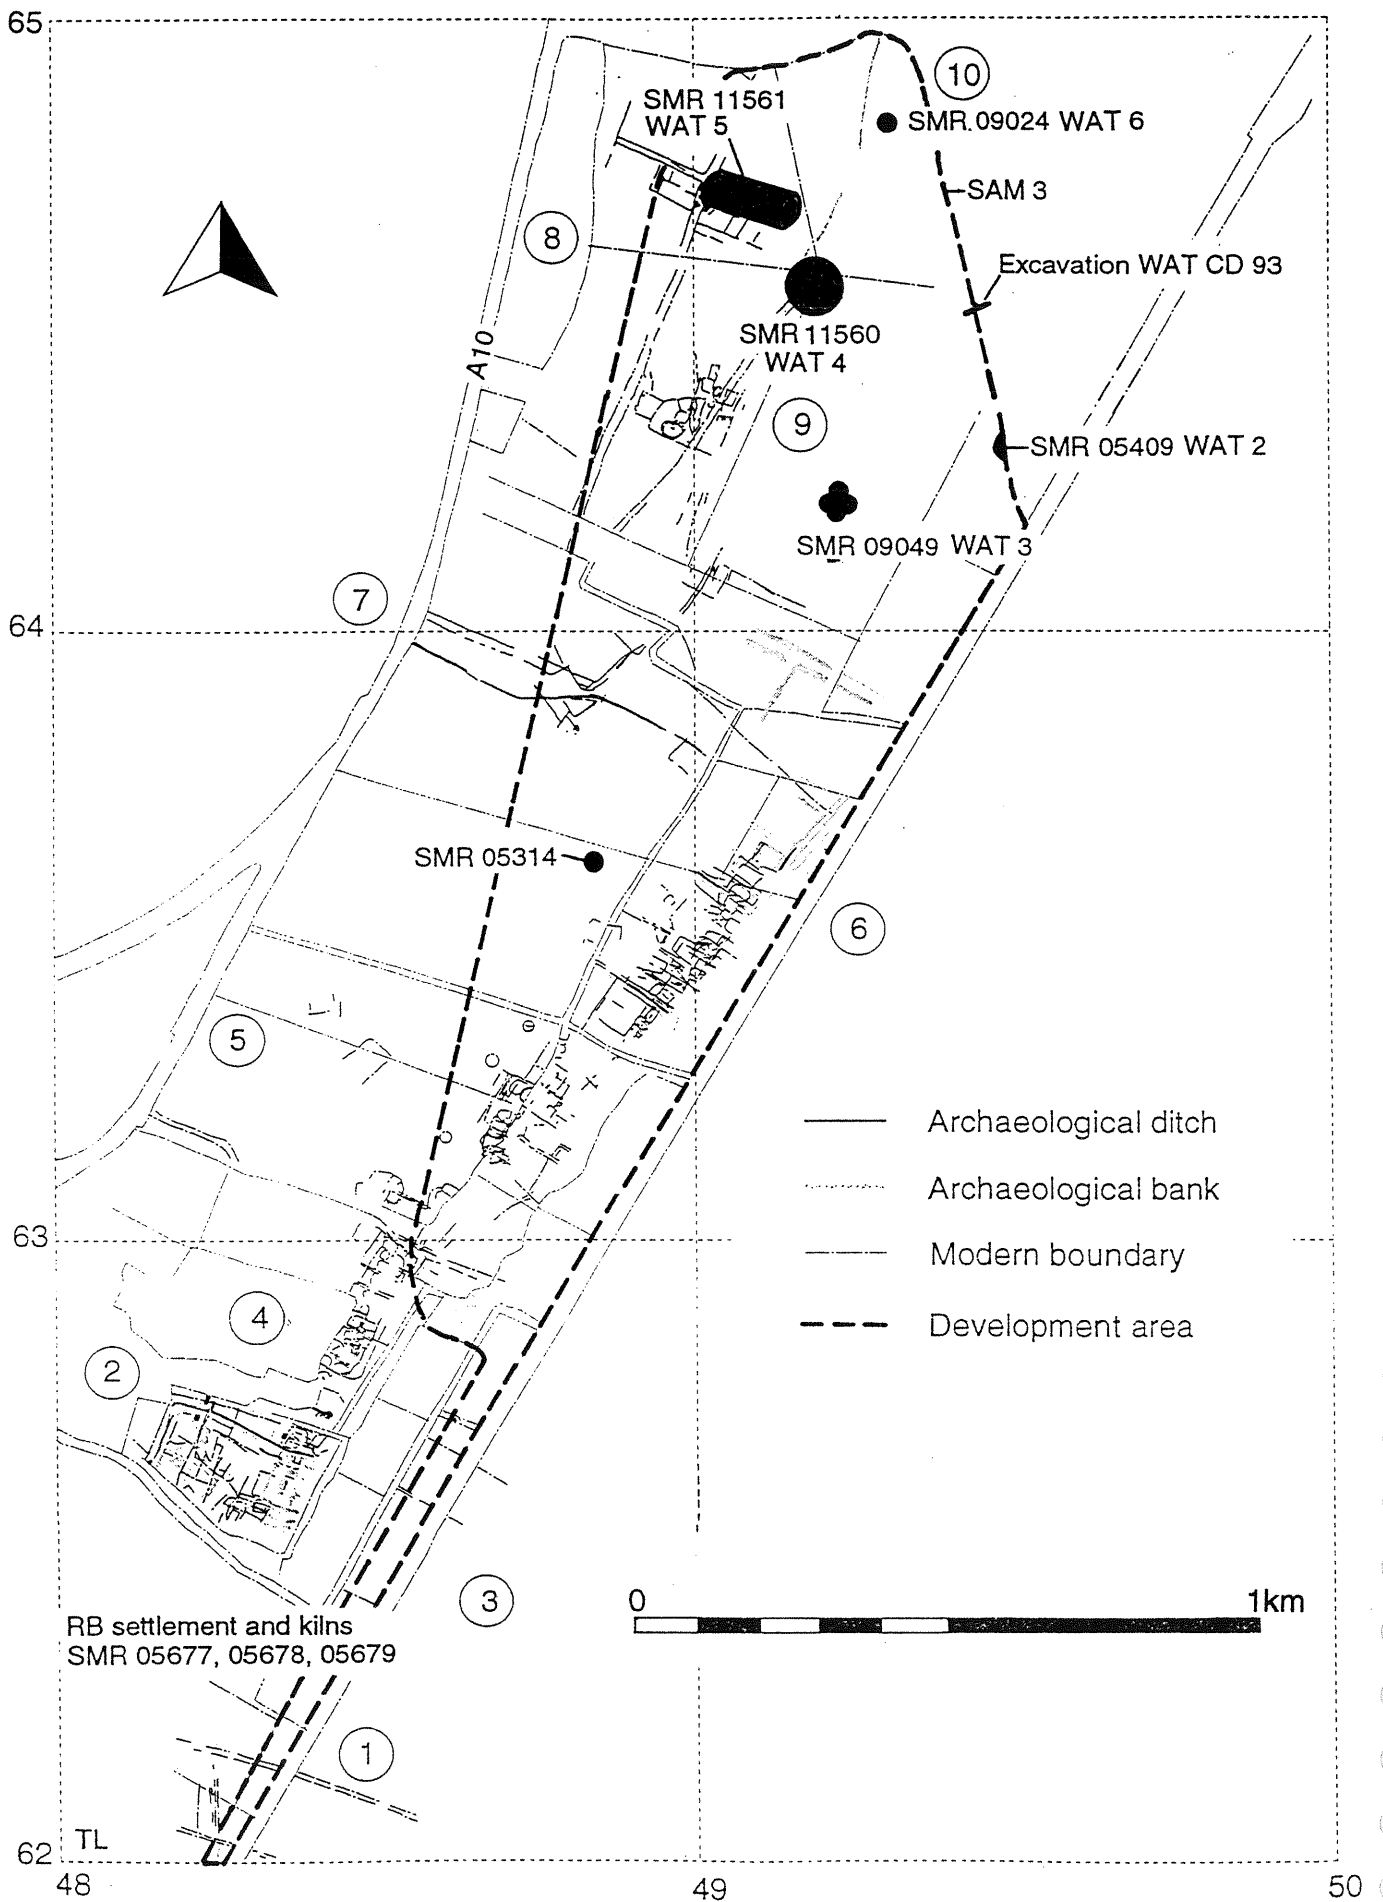 65
10
SMR 11561
WAT 5
SMR. 09024 WAT 6
SAM 3
8
Excavation WAT CD 93
A10
SMR 11560
WAT 4
9
SMR 05409 WAT 2
SMR 09049 WAT 3
7
64
SMR 05314
6
5
Archaeological ditch
Archaeological bank
63
Modern boundary
4
Development area
2
3
0 1km
RB settlement and kilns
SMR 05677, 05678, 05679
1
62
TL
48 49 50